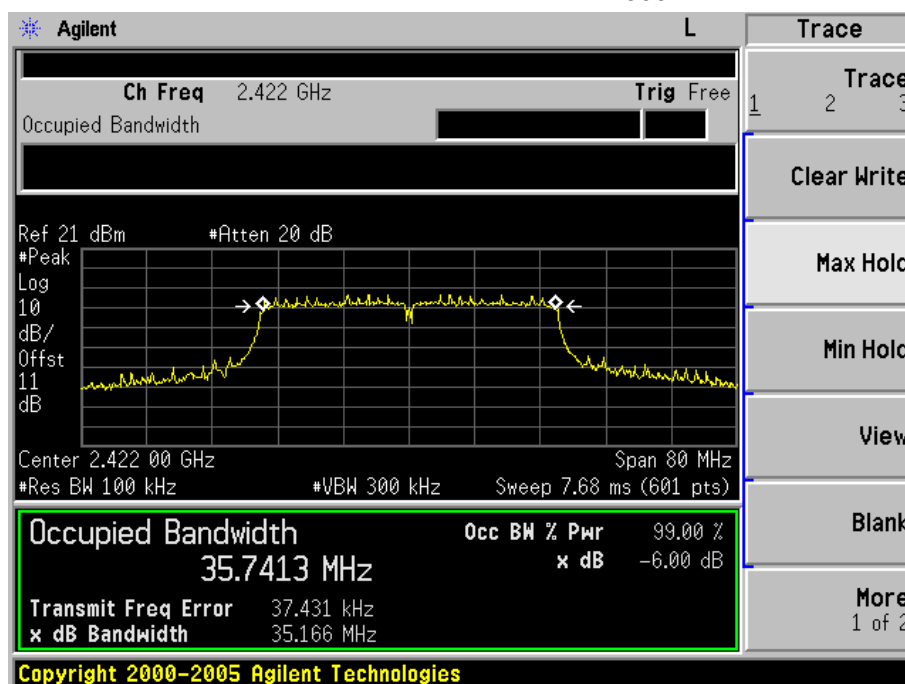 Agilent L Trace
Ch Freq 2.422 GHz Trig Free
Occupied Bandwidth
Trace
1 2 3
Clear Write
Ref 21 dBm #Atten 20 dB
#Peak
Log
10
dB/
Offst
11
dB
Max Hold
Min Hold
View
Center 2.422 00 GHz Span 80 MHz
#Res BW 100 kHz #VBW 300 kHz Sweep 7.68 ms (601 pts)
Occupied Bandwidth Occ BW % Pwr 99.00 %
35.7413 MHz x dB -6.00 dB
Transmit Freq Error 37.431 kHz
x dB Bandwidth 35.166 MHz
Blank
More
1 of 2
Copyright 2000-2005 Agilent Technologies